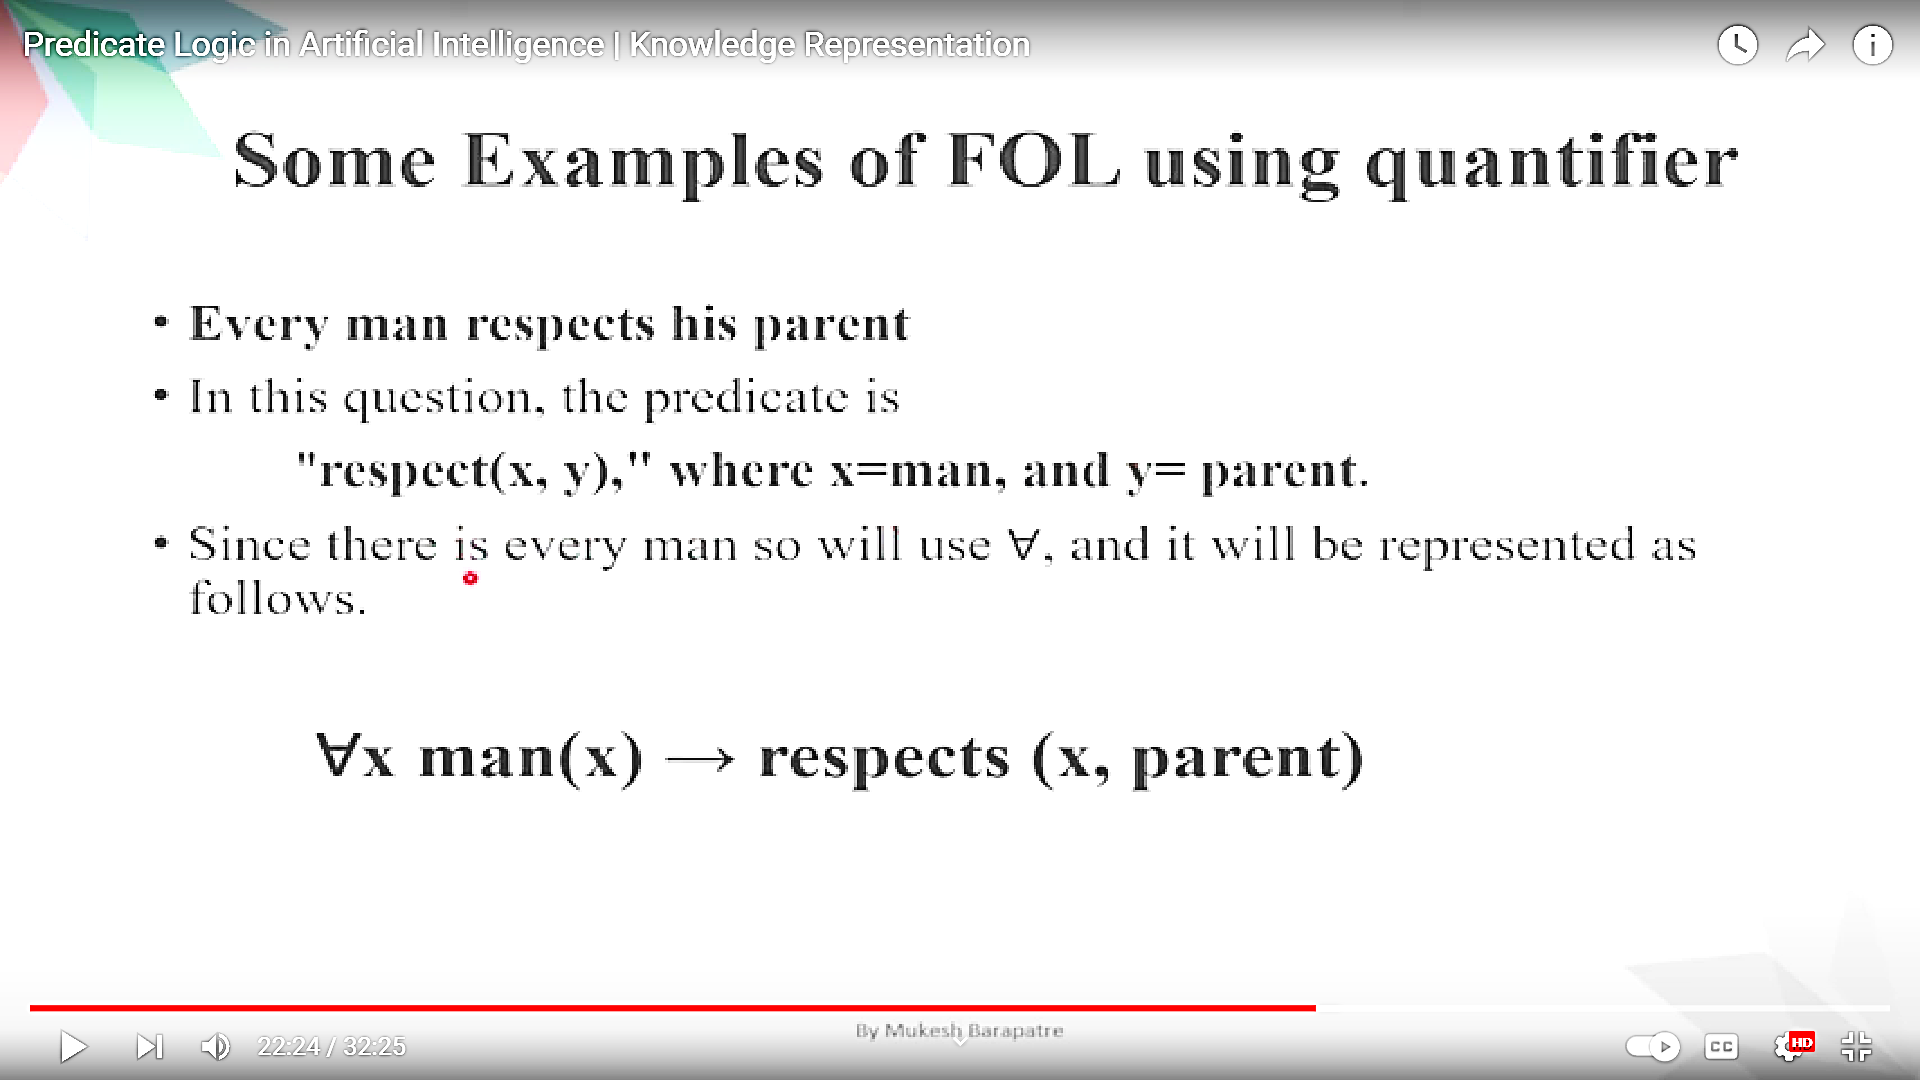 Predicate Logic in Artificial Intelligence | Knowledge Representation
Some Examples of FOL using quantifier
• Every man respects his parent
• In this question, the predicate is
"respect(x, y)," where x=man, and y= parent.
• Since there is every man so will use ∀, and it will be represented as
follows.
∀x man(x) → respects (x, parent)
By Mukesh Barapatre
22:24 / 32:25
CC
HD